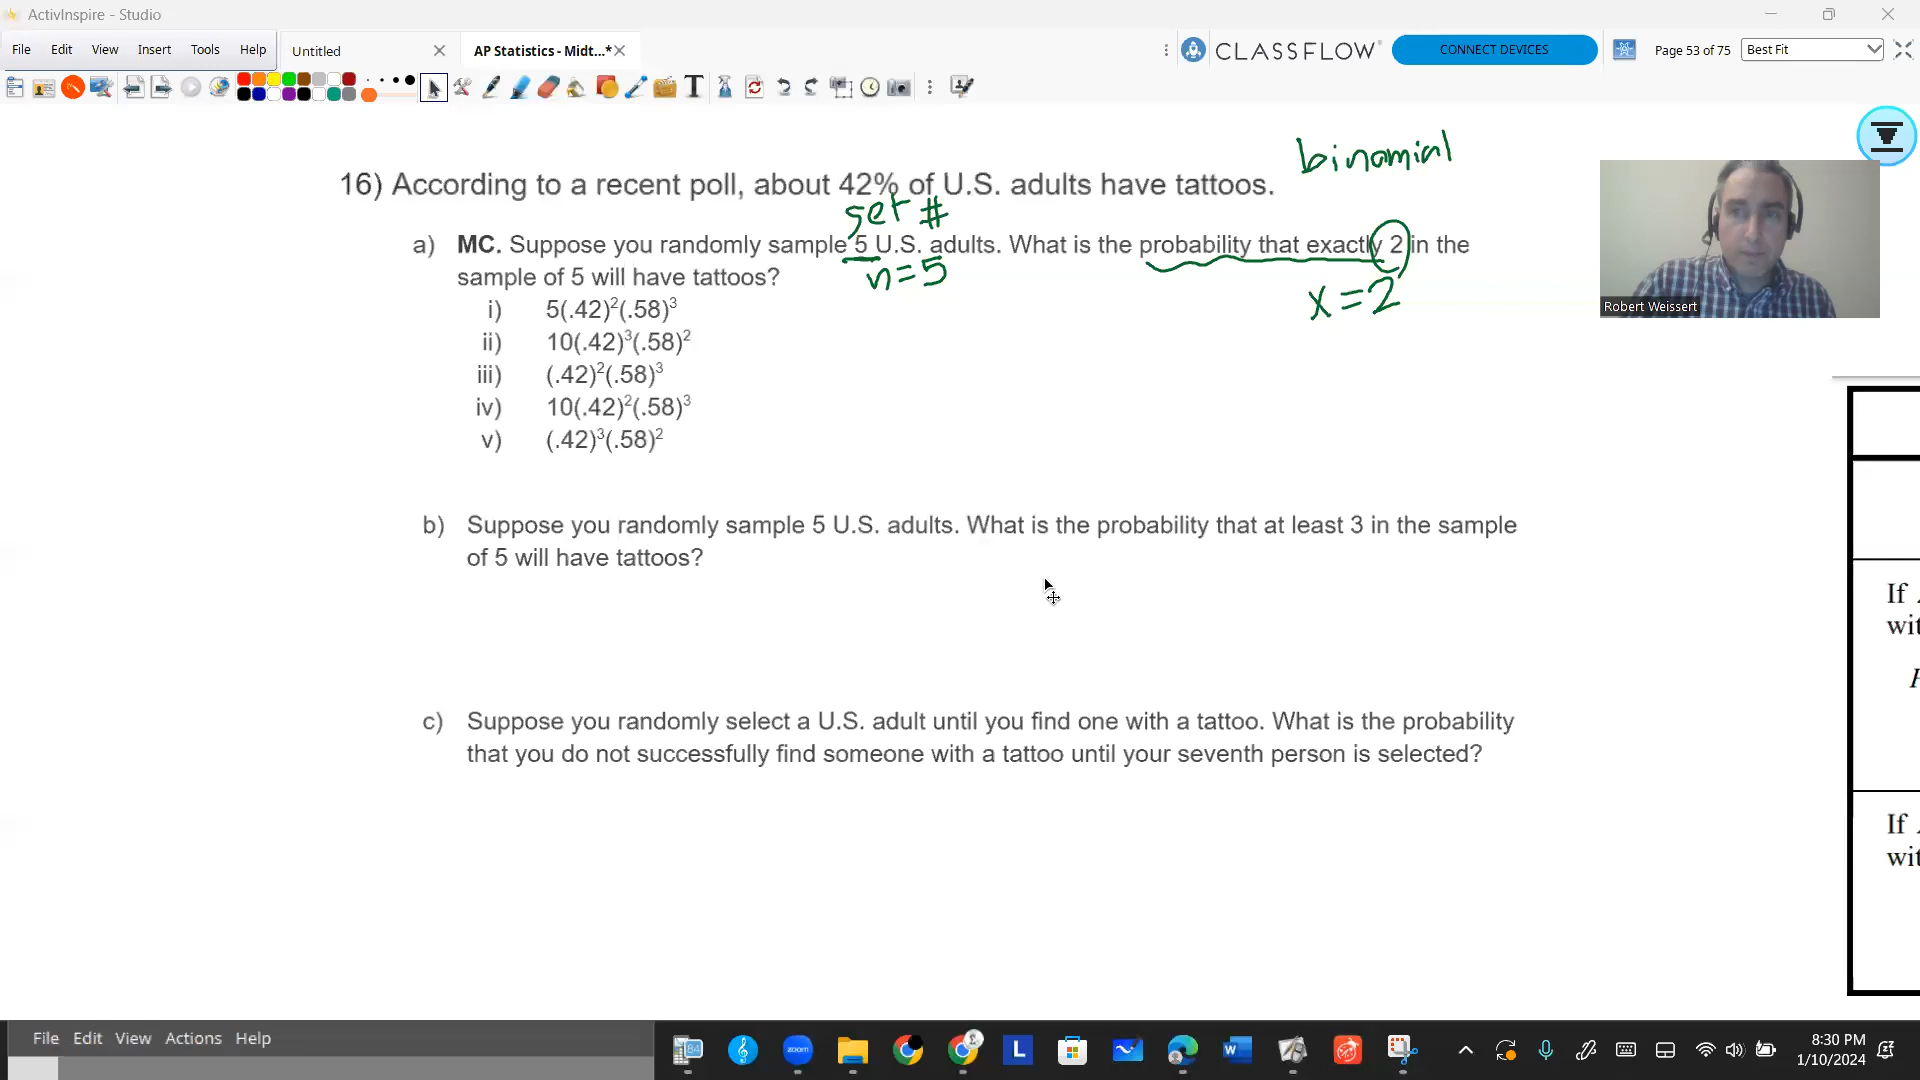 ActivInspire - Studio
File Edit View Insert Tools Help
Untitled
AP Statistics - Midt...*
CLASSFLOW
CONNECT DEVICES
Page 53 of 75
Best Fit
binomial
16) According to a recent poll, about 42% of U.S. adults have tattoos.
set #
a) MC. Suppose you randomly sample 5 U.S. adults. What is the probability that exactly 2 in the
sample of 5 will have tattoos?
n=5
x=2
i) 5(.42)²(.58)³
ii) 10(.42)³(.58)²
iii) (.42)²(.58)³
iv) 10(.42)²(.58)³
v) (.42)³(.58)²
Robert Weissert
b) Suppose you randomly sample 5 U.S. adults. What is the probability that at least 3 in the sample
of 5 will have tattoos?
c) Suppose you randomly select a U.S. adult until you find one with a tattoo. What is the probability
that you do not successfully find someone with a tattoo until your seventh person is selected?
If
If
File Edit View Actions Help
84
zoom
L
W
8:30 PM
1/10/2024